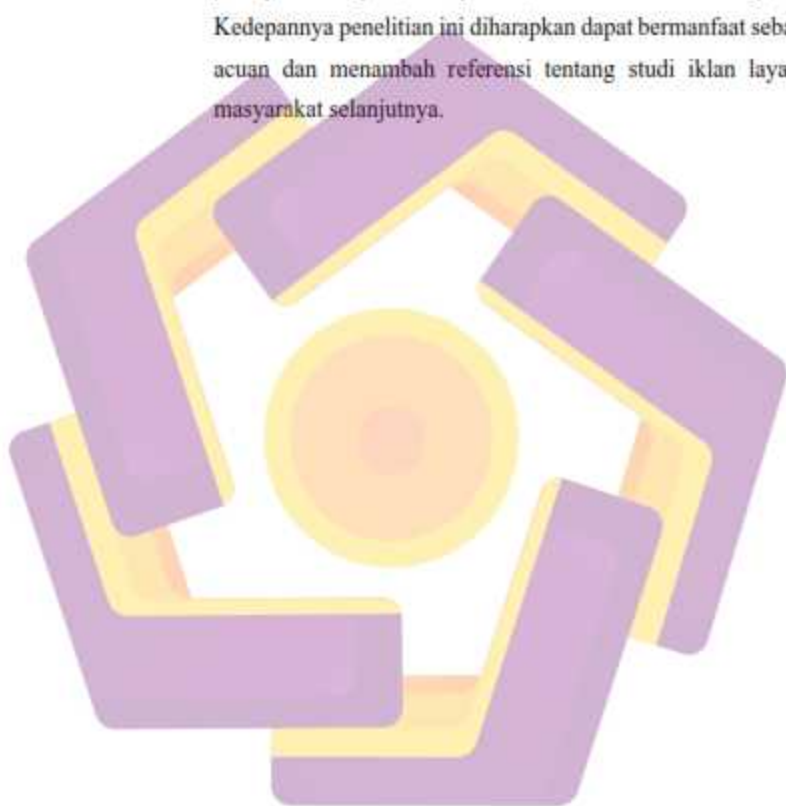 Kedepannya penelitian ini diharapkan dapat bermanfaat seba
acuan dan menambah referensi tentang studi iklan laya
masyarakat selanjutnya.